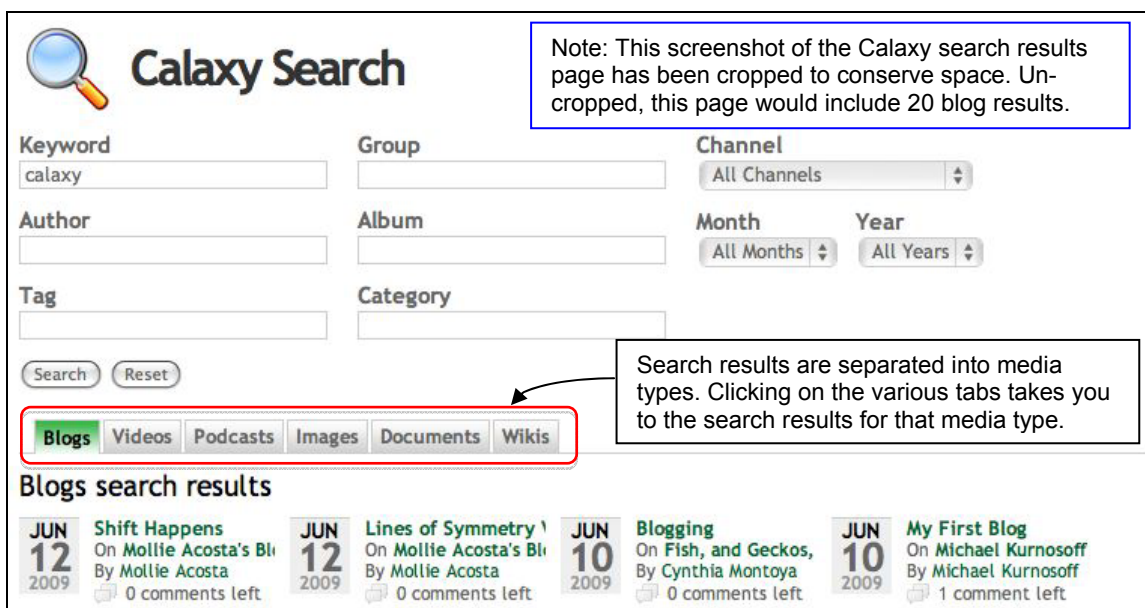 Calaxy Search
Note: This screenshot of the Calaxy search results
page has been cropped to conserve space. Un-
cropped, this page would include 20 blog results.
Keyword
Group
Channel
calaxy
All Channels
Author
Album
Month
Year
All Months
All Years
Tag
Category
Search
Reset
Search results are separated into media
types. Clicking on the various tabs takes you
to the search results for that media type.
Blogs
Videos
Podcasts
Images
Documents
Wikis
Blogs search results
JUN
12
2009
Shift Happens
On Mollie Acosta's
By Mollie Acosta
0 comments left
JUN
12
2009
Lines of Symmetry
On Mollie Acosta's
By Mollie Acosta
0 comments left
JUN
10
2009
Blogging
On Fish, and Geckos,
By Cynthia Montoya
0 comments left
JUN
10
2009
My First Blog
On Michael Kurnosoff
By Michael Kurnosoff
1 comment left